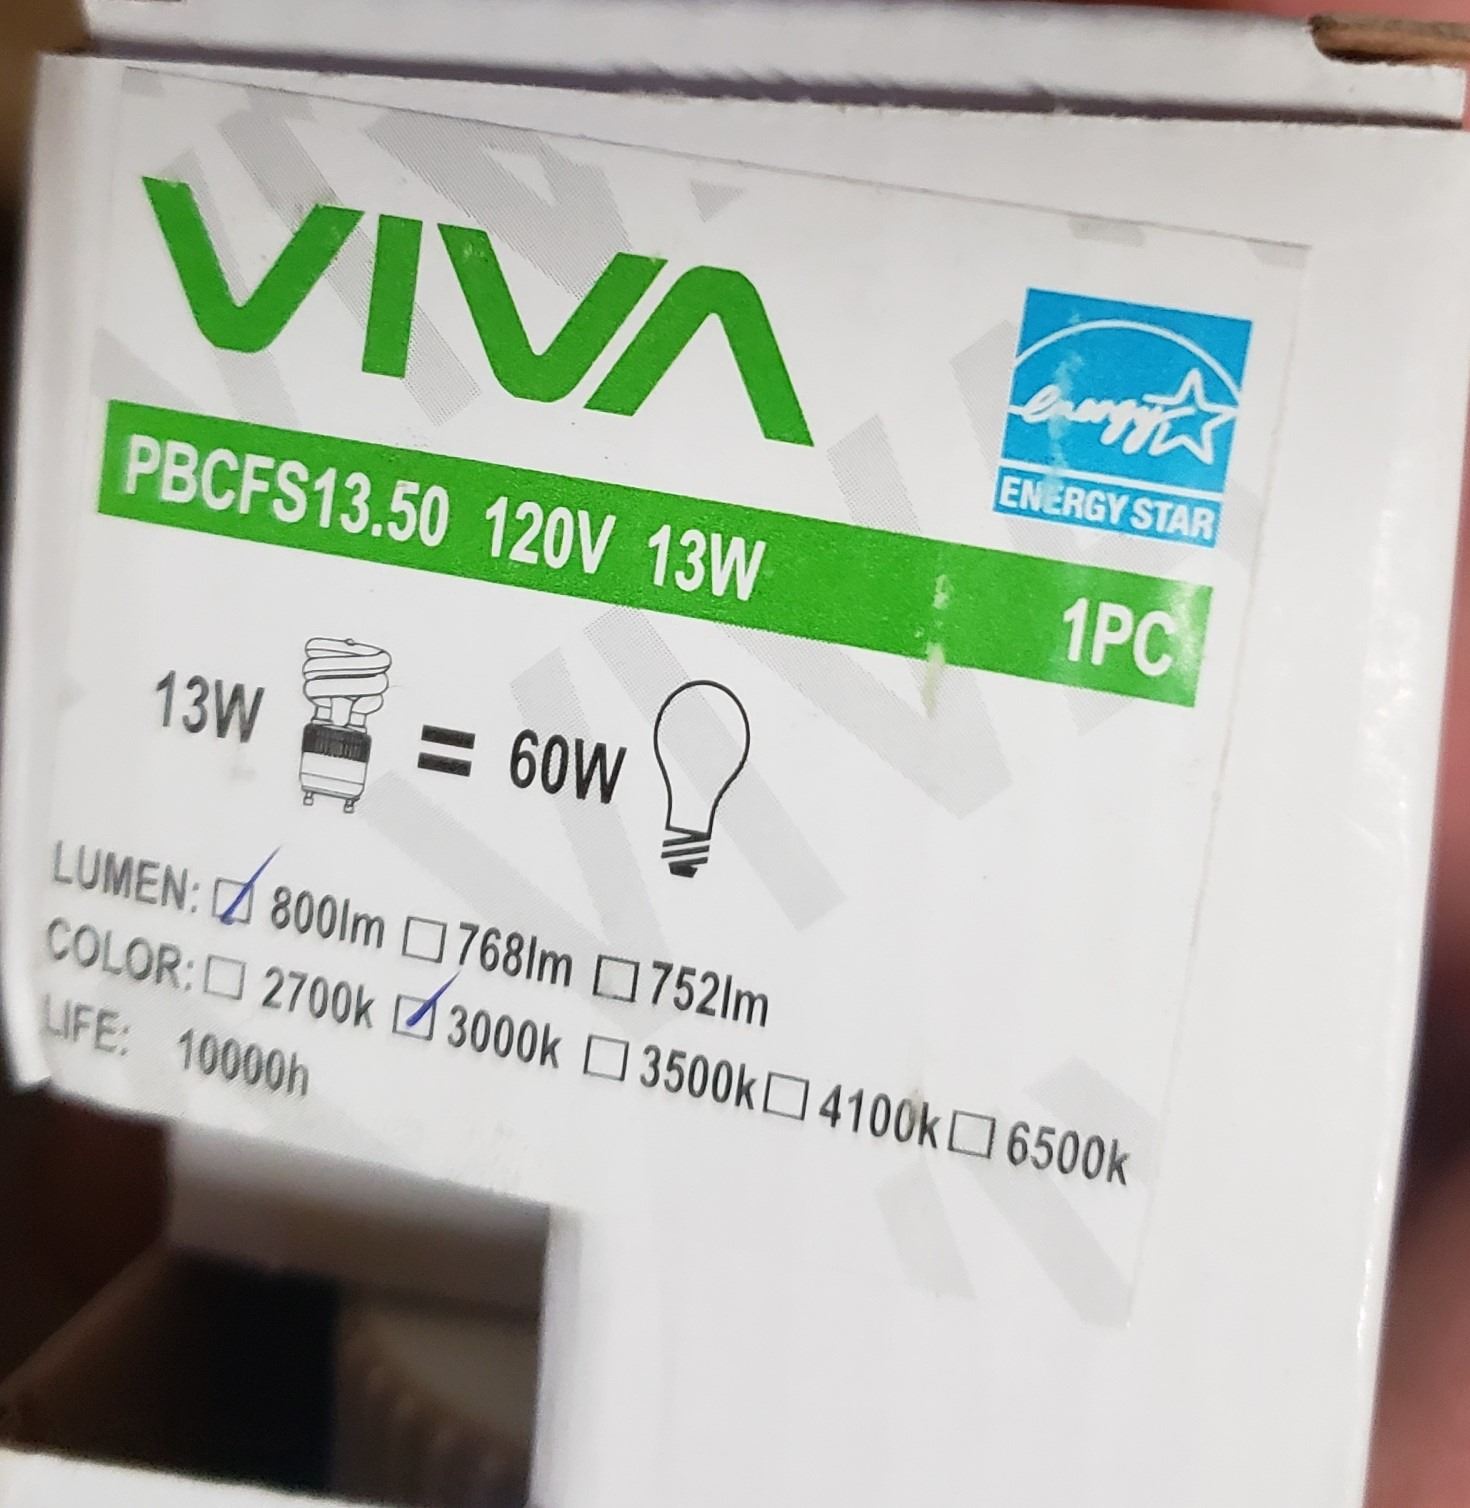 VIVA
energy
ENERGY STAR
PBCFS13.50 120V 13W 1PC
13W = 60W
LUMEN: ☑ 800lm ☐ 768lm ☐ 752lm
COLOR: ☐ 2700k ☑ 3000k ☐ 3500k ☐ 4100k ☐ 6500k
LIFE: 10000h